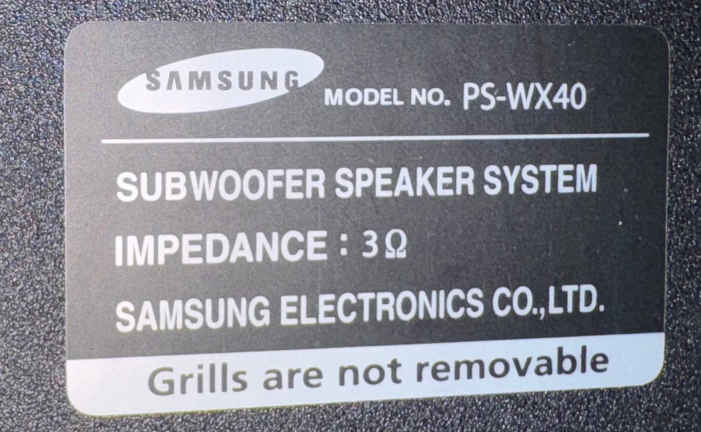 SAMSUNG MODEL NO. PS-WX40
SUBWOOFER SPEAKER SYSTEM
IMPEDANCE : 3Ω
SAMSUNG ELECTRONICS CO.,LTD.
Grills are not removable